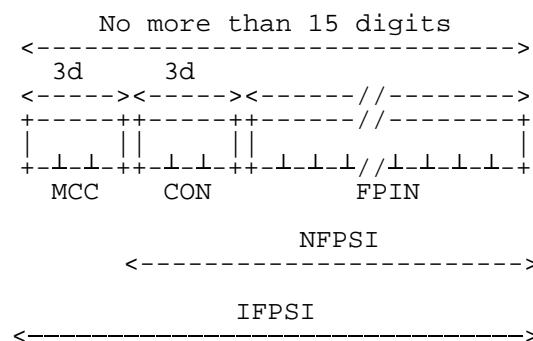 No more than 15 digits
3d 3d
MCC CON FPIN
NFPSI
IFPSI